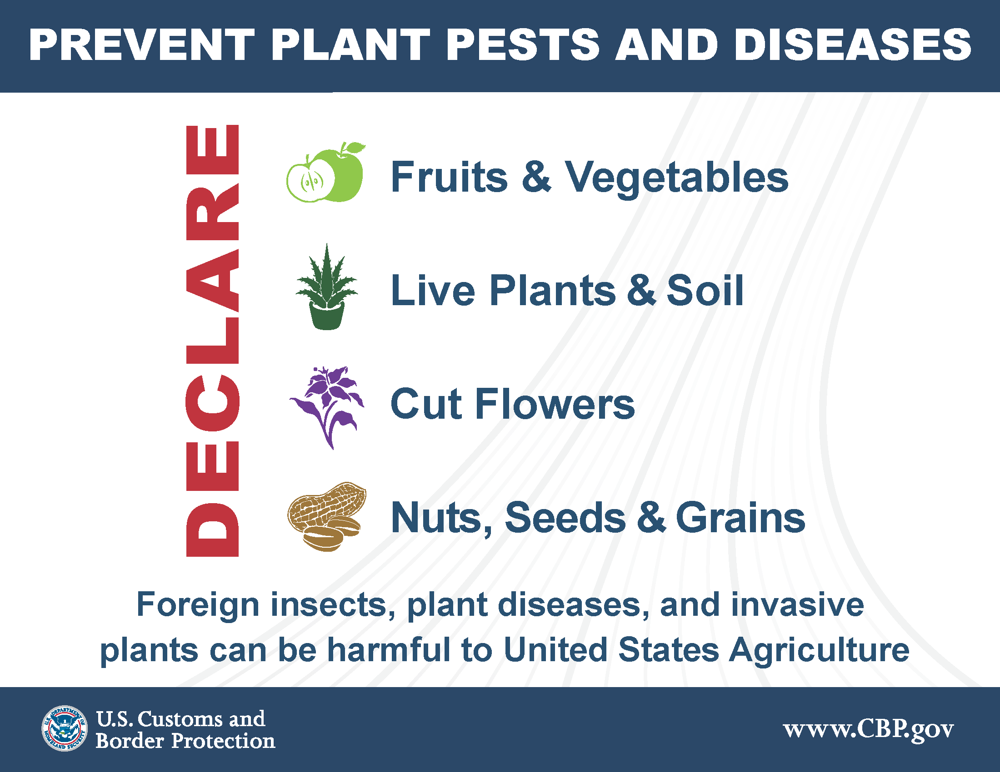 PREVENT PLANT PESTS AND DISEASES
DECLARE
Fruits & Vegetables
Live Plants & Soil
Cut Flowers
Nuts, Seeds & Grains
Foreign insects, plant diseases, and invasive
plants can be harmful to United States Agriculture
U.S. DEPARTMENT OF
HOMELAND SECURITY
U.S. Customs and
Border Protection
www.CBP.gov